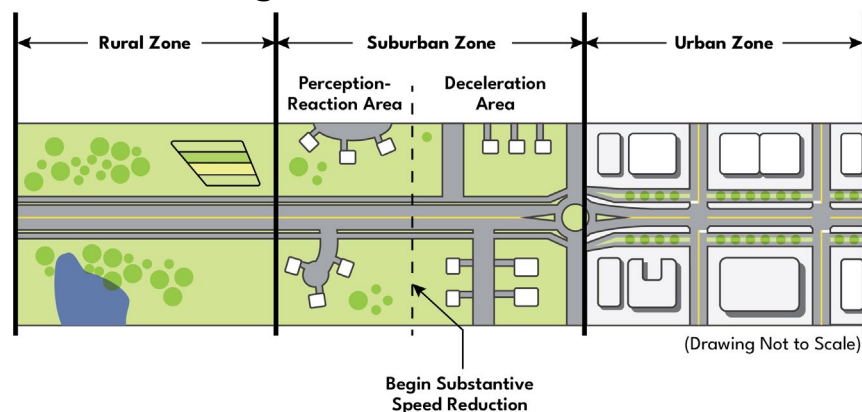 Rural Zone
Suburban Zone
Urban Zone
Perception-
Reaction Area
Deceleration
Area
(Drawing Not to Scale)
Begin Substantive
Speed Reduction